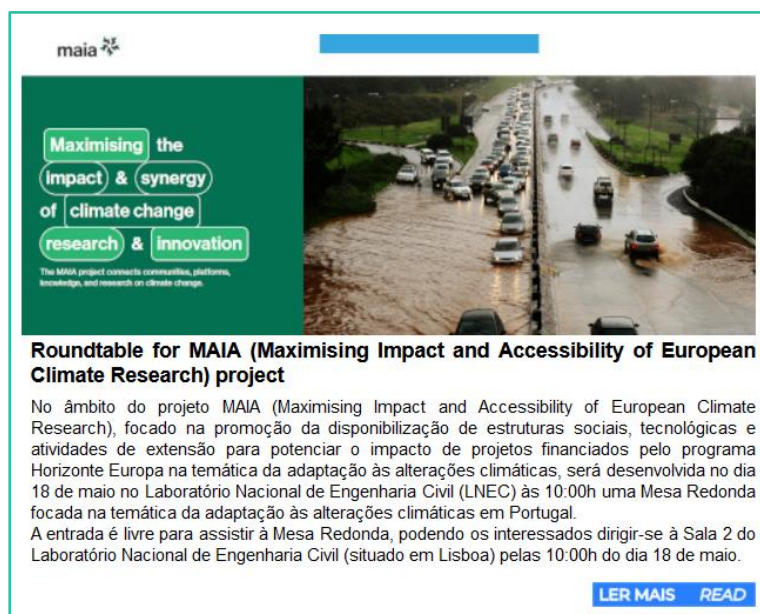 maia
Maximising the
impact & synergy
of climate change
research & innovation
The MAIA project connects communities, platforms,
knowledge, and research on climate change.
Roundtable for MAIA (Maximising Impact and Accessibility of European
Climate Research) project
No âmbito do projeto MAIA (Maximising Impact and Accessibility of European Climate
Research), focado na promoção da disponibilização de estruturas sociais, tecnológicas e
atividades de extensão para potenciar o impacto de projetos financiados pelo programa
Horizonte Europa na temática da adaptação às alterações climáticas, será desenvolvida no dia
18 de maio no Laboratório Nacional de Engenharia Civil (LNEC) às 10:00h uma Mesa Redonda
focada na temática da adaptação às alterações climáticas em Portugal.
A entrada é livre para assistir à Mesa Redonda, podendo os interessados dirigir-se à Sala 2 do
Laboratório Nacional de Engenharia Civil (situado em Lisboa) pelas 10:00h do dia 18 de maio.
LER MAIS READ